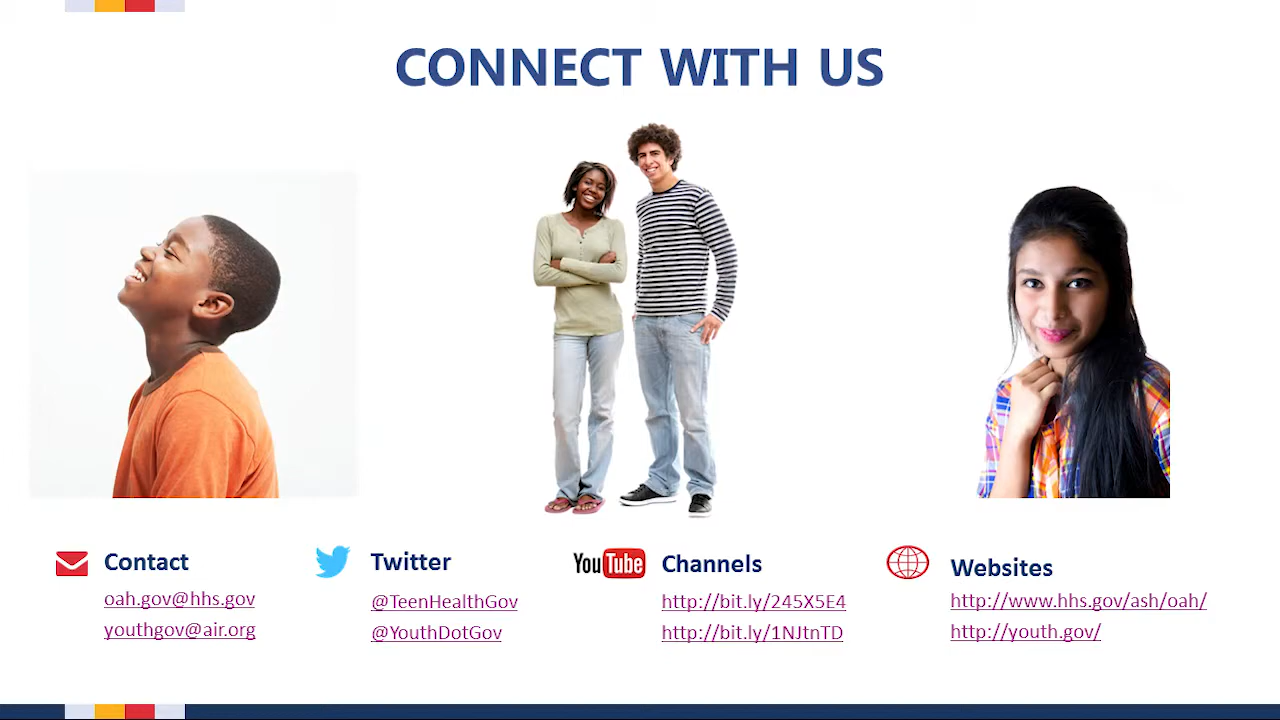 CONNECT WITH US
Contact
oah.gov@hhs.gov
youthgov@air.org
Twitter
@TeenHealthGov
@YouthDotGov
YouTube Channels
http://bit.ly/245X5E4
http://bit.ly/1NJtnTD
Websites
http://www.hhs.gov/ash/oah/
http://youth.gov/